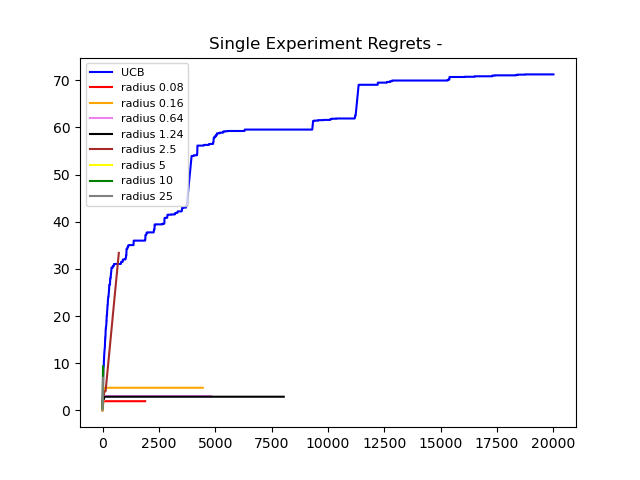 Single Experiment Regrets -
70
60
50
40
30
20
10
0
UCB
radius 0.08
radius 0.16
radius 0.64
radius 1.24
radius 2.5
radius 5
radius 10
radius 25
0 2500 5000 7500 10000 12500 15000 17500 20000